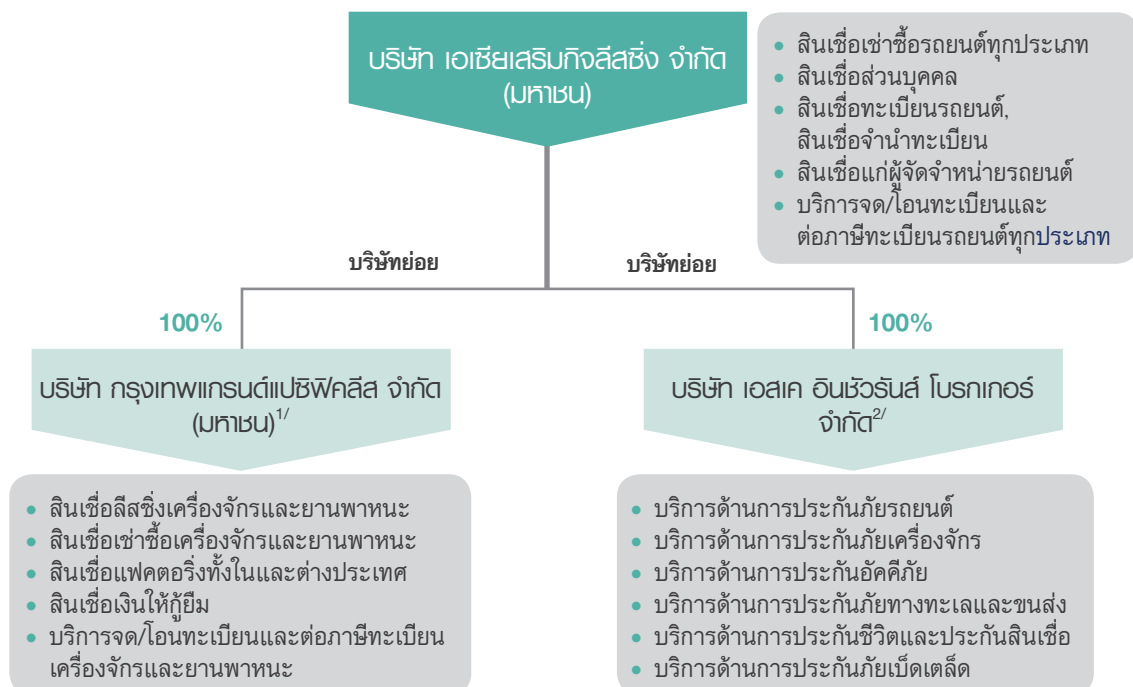 บริษัท เอเซียเสริมกิจลีสซิ่ง จำกัด
(มหาชน)
• สินเชื่อเช่าซื้อรถยนต์ทุกประเภท
• สินเชื่อส่วนบุคคล
• สินเชื่อทะเบียนรถยนต์,
สินเชื่อจำนำทะเบียน
• สินเชื่อแก่ผู้จัดจำหน่ายรถยนต์
• บริการจด/โอนทะเบียนและ
ต่อภาษีทะเบียนรถยนต์ทุกประเภท
บริษัทย่อย
บริษัทย่อย
100%
100%
บริษัท กรุงเทพแกรนด์แปซิฟิคลีส จำกัด
(มหาชน)1/
บริษัท เอสเค อินชัวรันส์ โบรกเกอร์
จำกัด2/
• สินเชื่อลีสซิ่งเครื่องจักรและยานพาหนะ
• สินเชื่อเช่าซื้อเครื่องจักรและยานพาหนะ
• สินเชื่อแฟคตอริ่งทั้งในและต่างประเทศ
• สินเชื่อเงินให้กู้ยืม
• บริการจด/โอนทะเบียนและต่อภาษีทะเบียน
เครื่องจักรและยานพาหนะ
• บริการด้านการประกันภัยรถยนต์
• บริการด้านการประกันภัยเครื่องจักร
• บริการด้านการประกันอัคคีภัย
• บริการด้านการประกันภัยทางทะเลและขนส่ง
• บริการด้านการประกันชีวิตและประกันสินเชื่อ
• บริการด้านการประกันภัยเบ็ดเตล็ด